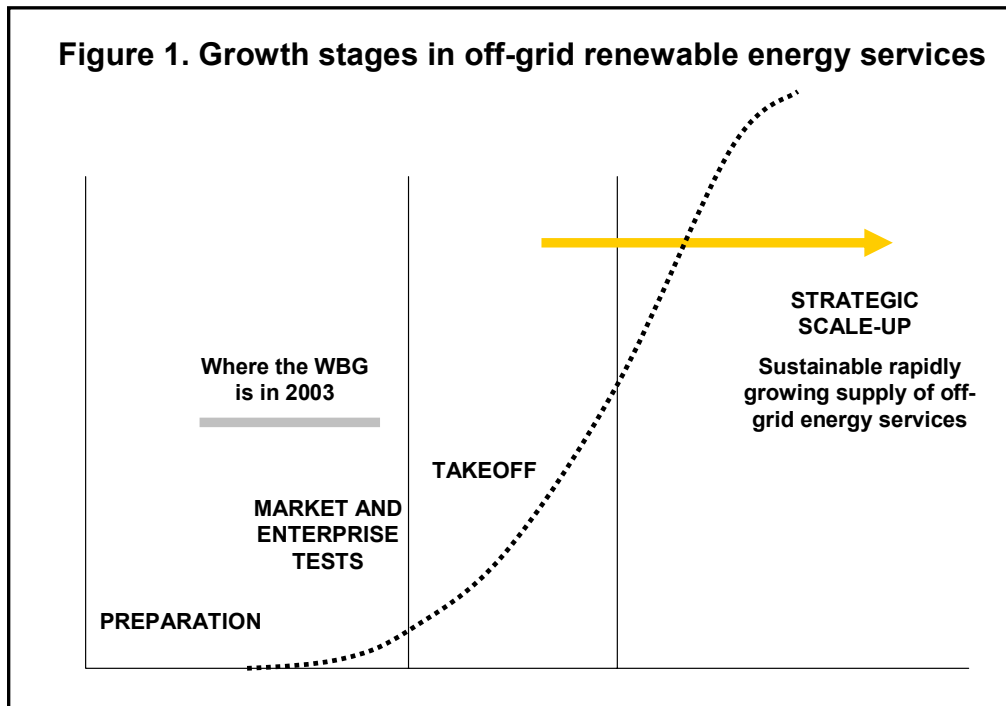 Figure 1. Growth stages in off-grid renewable energy services
STRATEGIC
SCALE-UP
Sustainable rapidly
growing supply of off-
grid energy services
Where the WBG
is in 2003
TAKEOFF
MARKET AND
ENTERPRISE
TESTS
PREPARATION